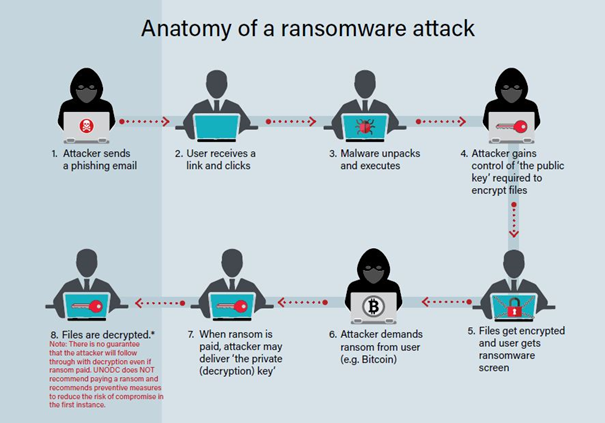 Anatomy of a ransomware attack
1. Attacker sends
a phishing email
2. User receives a
link and clicks
3. Malware unpacks
and executes
4. Attacker gains
control of ‘the public
key’ required to
encrypt files
5. Files get encrypted
and user gets
ransomware
screen
6. Attacker demands
ransom from user
(e.g. Bitcoin)
7. When ransom is
paid, attacker may
deliver ‘the private
(decryption) key’
8. Files are decrypted.*
Note: There is no guarantee
that the attacker will follow
through with decryption even if
ransom paid. UNODC does NOT
recommend paying a ransom and
recommends preventive measures
to reduce the risk of compromise in
the first instance.